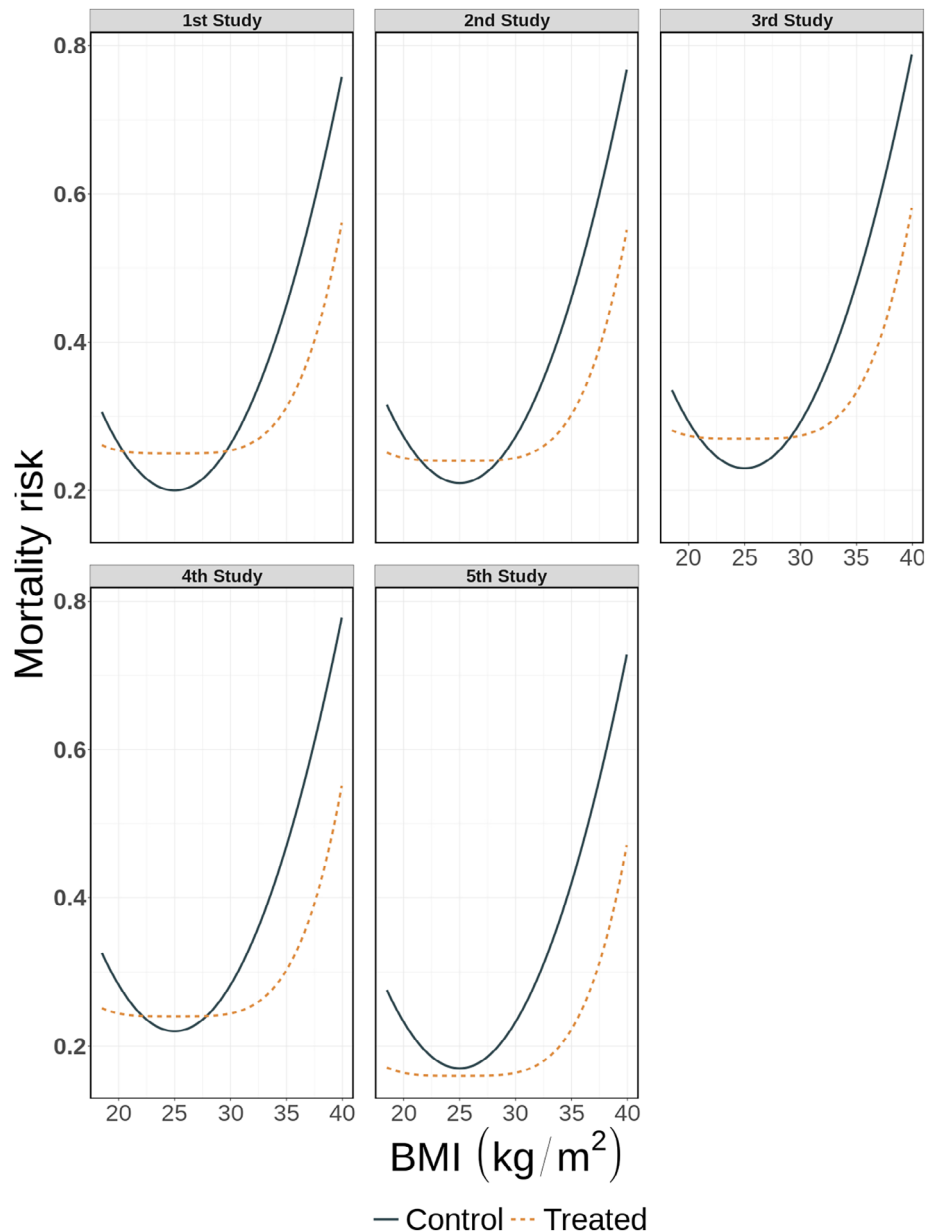 1st Study
2nd Study
3rd Study
0.8
0.6
0.4
0.2
20 25 30 35 40
Mortality risk
4th Study
5th Study
0.8
0.6
0.4
0.2
20 25 30 35 40
20 25 30 35 40
BMI (kg/m²)
Control
Treated